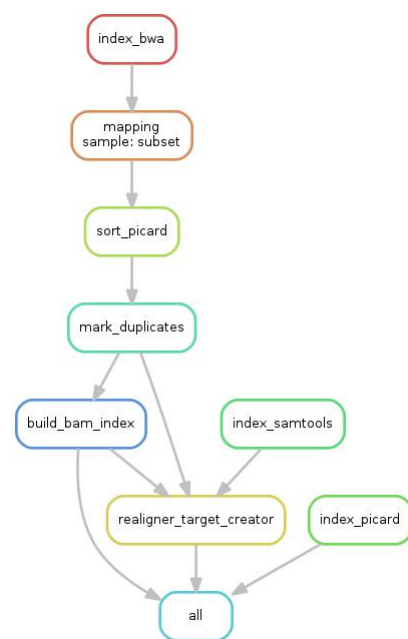 index_bwa
mapping
sample: subset
sort_picard
mark_duplicates
build_bam_index
index_samtools
realigner_target_creator
index_picard
all